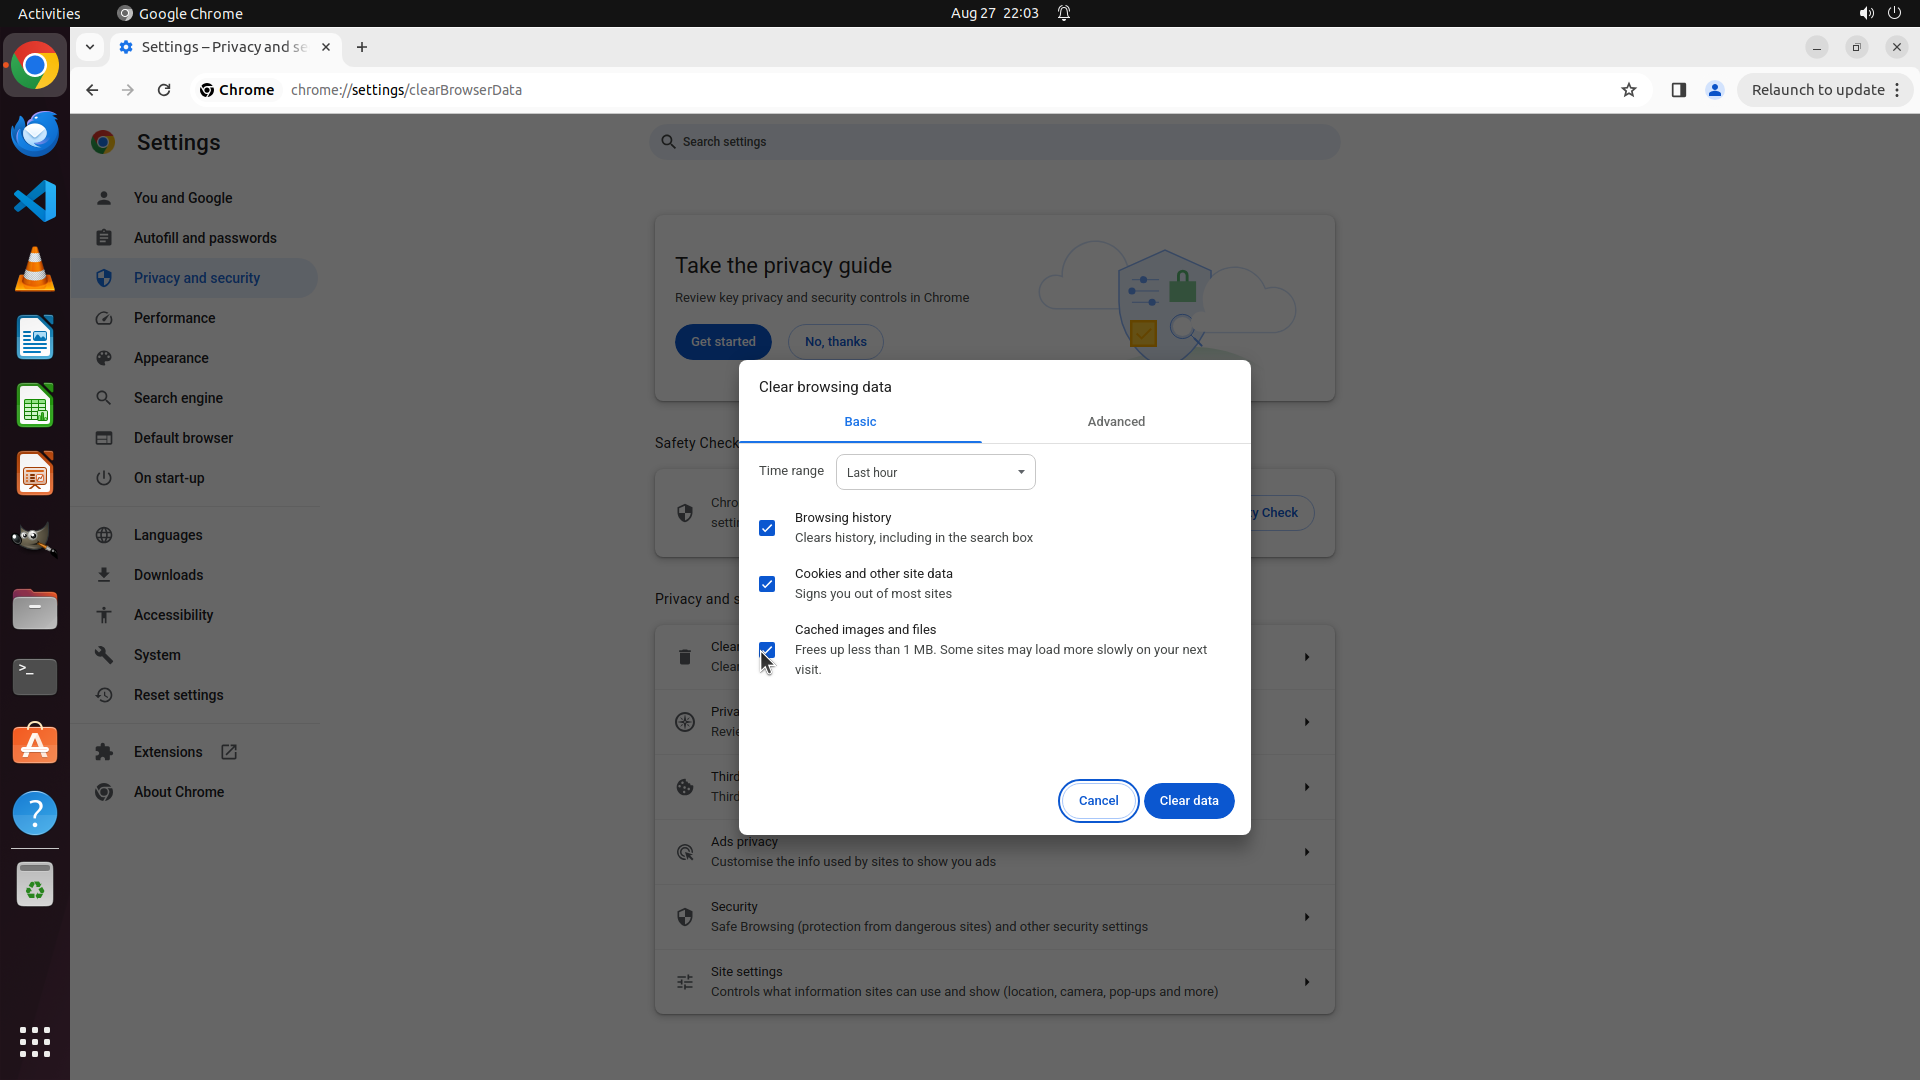 Activities
Google Chrome
Aug 27 22:03
Settings – Privacy and se
Chrome
chrome://settings/clearBrowserData
Relaunch to update
Settings
Search settings
You and Google
Autofill and passwords
Privacy and security
Performance
Appearance
Search engine
Default browser
On start-up
Languages
Downloads
Accessibility
System
Reset settings
Extensions
About Chrome
Take the privacy guide
Review key privacy and security controls in Chrome
Get started
No, thanks
Safety Check
Chro
settin
y Check
Privacy and s
Clear
Clear
Priva
Revie
Third
Third
Ads privacy
Customise the info used by sites to show you ads
Security
Safe Browsing (protection from dangerous sites) and other security settings
Site settings
Controls what information sites can use and show (location, camera, pop-ups and more)
Clear browsing data
Basic
Advanced
Time range
Last hour
Browsing history
Clears history, including in the search box
Cookies and other site data
Signs you out of most sites
Cached images and files
Frees up less than 1 MB. Some sites may load more slowly on your next
visit.
Cancel
Clear data